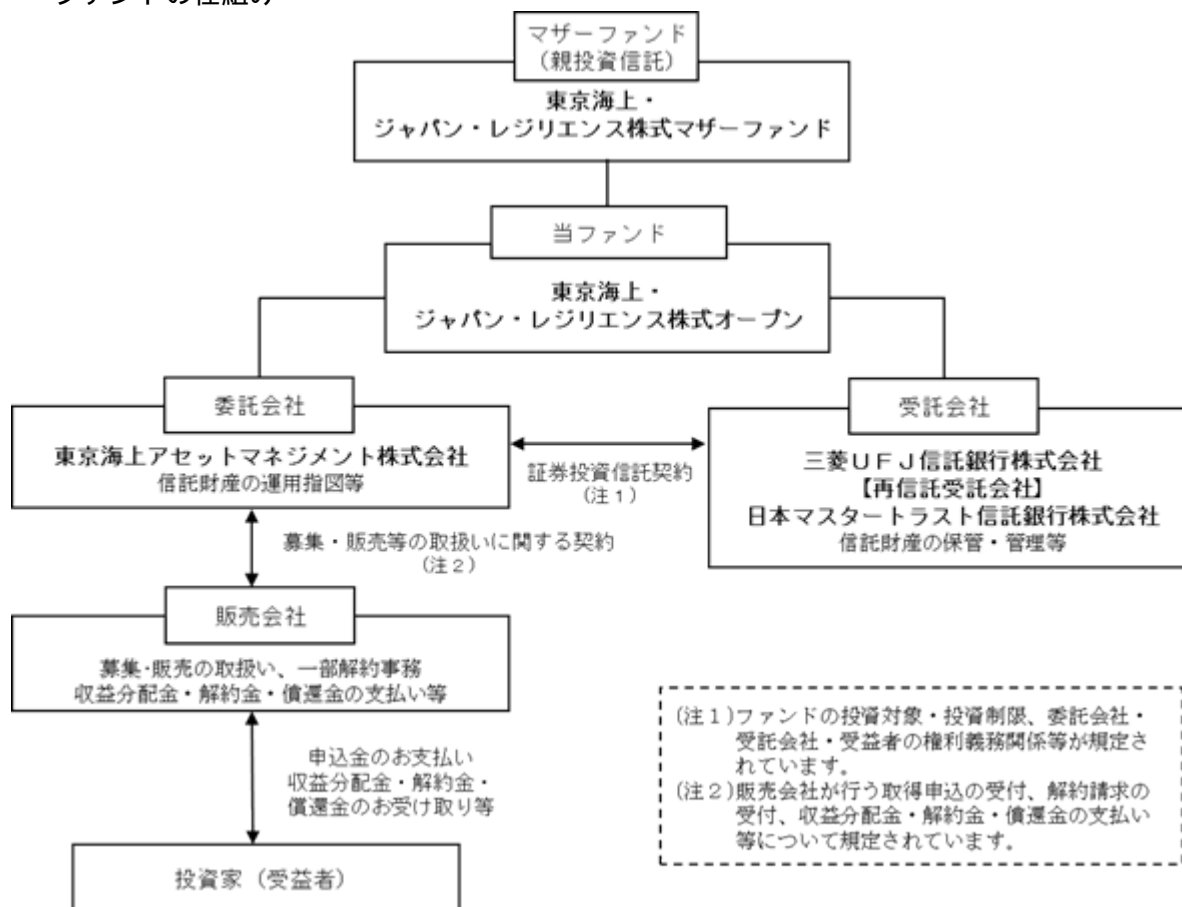 ファンドの仕組み
マザーファンド
(親投資信託)
東京海上・
ジャパン・レジリエンス株式マザーファンド
当ファンド
東京海上・
ジャパン・レジリエンス株式オープン
委託会社
東京海上アセットマネジメント株式会社
信託財産の運用指図等
証券投資信託契約
(注1)
受託会社
三菱UFJ信託銀行株式会社
【再信託受託会社】
日本マスタートラスト信託銀行株式会社
信託財産の保管・管理等
募集・販売等の取扱いに関する契約
(注2)
販売会社
募集・販売の取扱い、一部解約事務
収益分配金・解約金・償還金の支払い等
申込金のお支払い
収益分配金・解約金・
償還金のお受け取り等
投資家(受益者)
(注1)ファンドの投資対象・投資制限、委託会社・
受託会社・受益者の権利義務関係等が規定さ
れています。
(注2)販売会社が行う取得申込の受付、解約請求の
受付、収益分配金・解約金・償還金の支払い
等について規定されています。